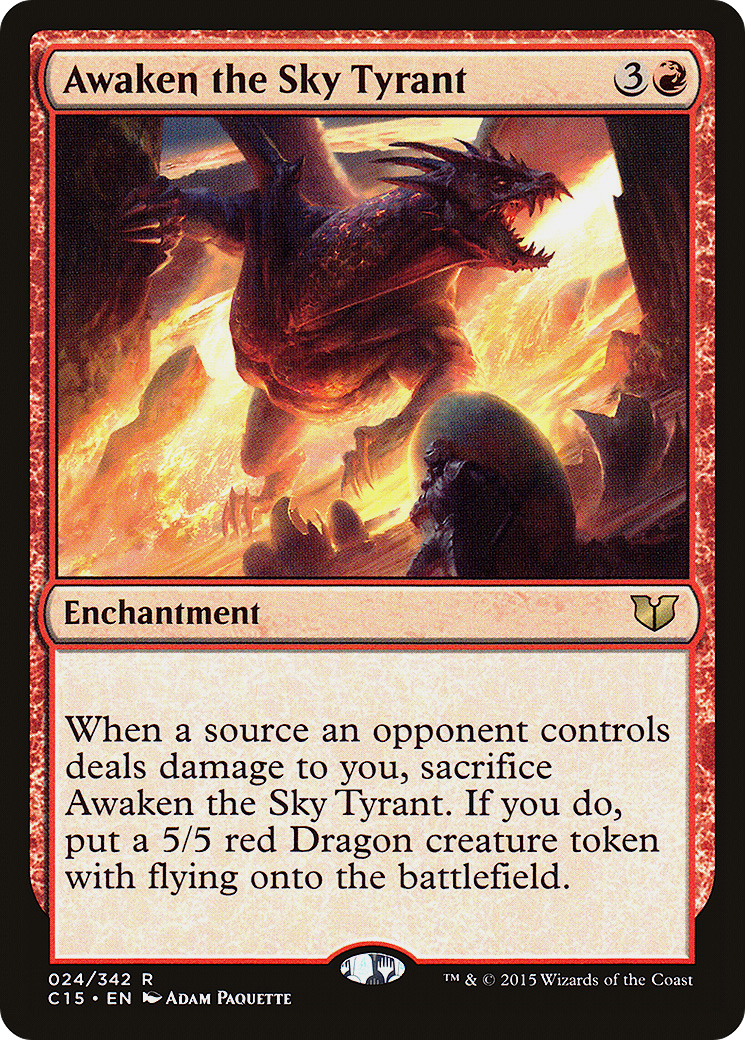 Awaken the Sky Tyrant 3
Enchantment
When a source an opponent controls
deals damage to you, sacrifice
Awaken the Sky Tyrant. If you do,
put a 5/5 red Dragon creature token
with flying onto the battlefield.
024/342 R
C15 • EN Adam Paquette
™ & © 2015 Wizards of the Coast